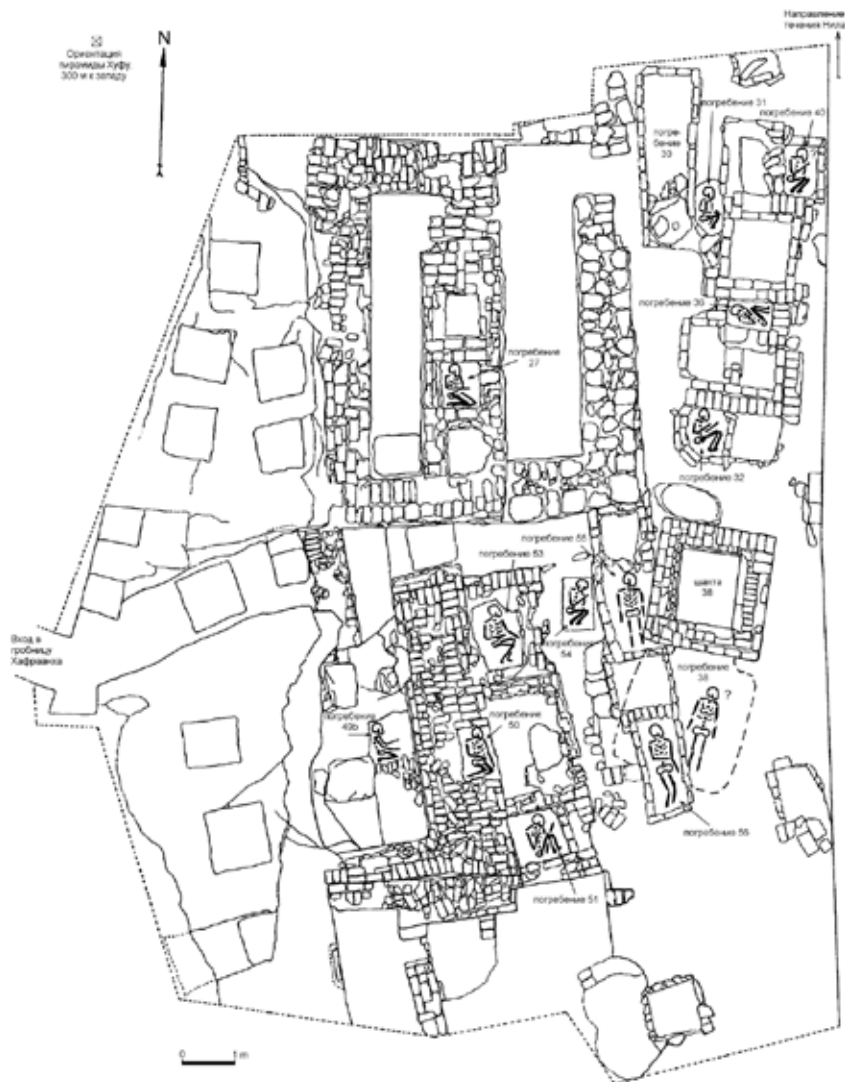 Ориентация
пирамиды Хуфу,
300 м к западу
N
Направление
течения Нила
погребение 31
погребение 40
погре-
бение
33
погребение 39
погребение
27
погребение 32
погребение 55
погребение 53
шахта
38
погребение
54
Вход в
гробницу
Хафраанха
погребение
38
?
погребение
49b
погребение
50
погребение 55
погребение 51
0 1 м